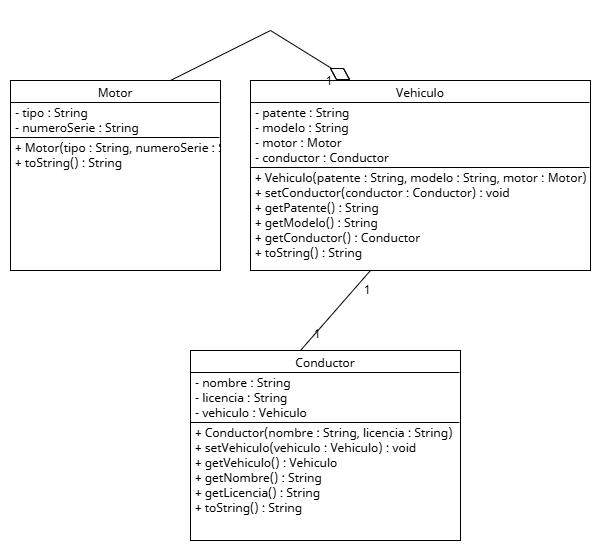 1
Motor
- tipo : String
- numeroSerie : String
+ Motor(tipo : String, numeroSerie :
+ toString() : String
Vehiculo
- patente : String
- modelo : String
- motor : Motor
- conductor : Conductor
+ Vehiculo(patente : String, modelo : String, motor : Motor)
+ setConductor(conductor : Conductor) : void
+ getPatente() : String
+ getModelo() : String
+ getConductor() : Conductor
+ toString() : String
1
1
Conductor
- nombre : String
- licencia : String
- vehiculo : Vehiculo
+ Conductor(nombre : String, licencia : String)
+ setVehiculo(vehiculo : Vehiculo) : void
+ getVehiculo() : Vehiculo
+ getNombre() : String
+ getLicencia() : String
+ toString() : String